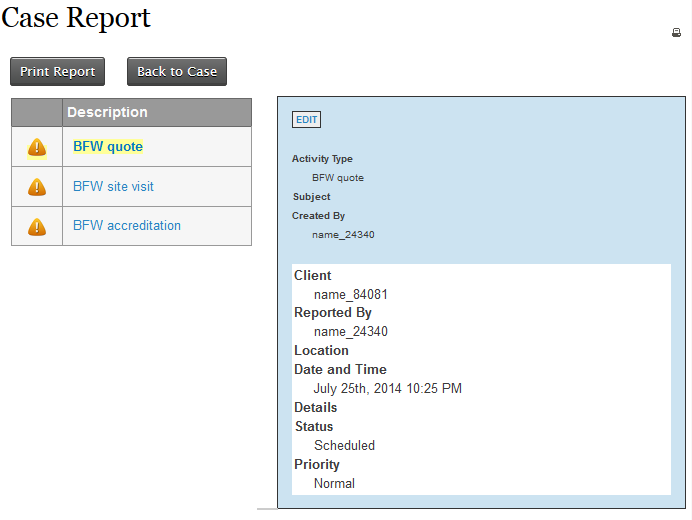 Case Report
Print Report
Back to Case
Description
BFW quote
BFW site visit
BFW accreditation
EDIT
Activity Type
BFW quote
Subject
Created By
name_24340
Client
name_84081
Reported By
name_24340
Location
Date and Time
July 25th, 2014 10:25 PM
Details
Status
Scheduled
Priority
Normal